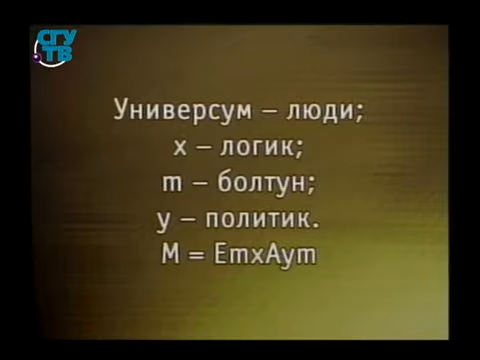 СГУ
ТВ
Универсум – люди;
x – логик;
m – болтун;
y – политик.
M = EmxAym